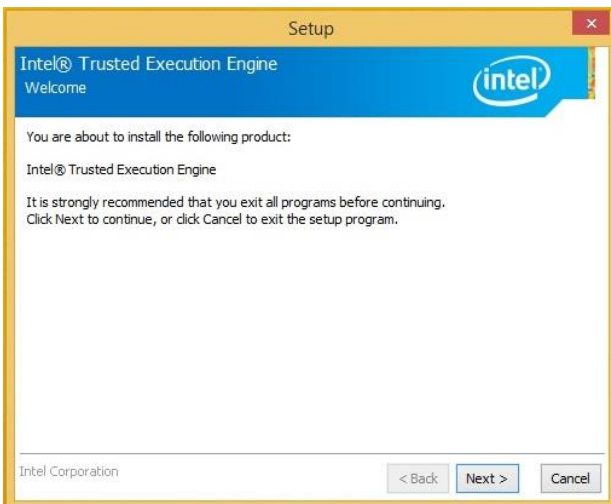 Setup
Intel® Trusted Execution Engine
Welcome
intel
You are about to install the following product:
Intel® Trusted Execution Engine
It is strongly recommended that you exit all programs before continuing.
Click Next to continue, or click Cancel to exit the setup program.
Intel Corporation
< Back Next > Cancel